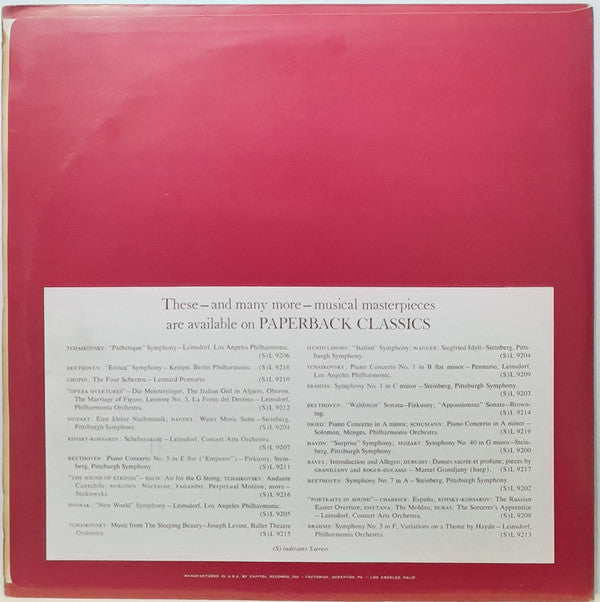 These—and many more—musical masterpieces
are available on PAPERBACK CLASSICS
TCHAIKOVSKY: "Pathétique" Symphony—Leinsdorf, Los Angeles Philharmonic.
(S)L 9206
BEETHOVEN: "Eroica" Symphony—Kempe, Berlin Philharmonic. (S)L 9218
CHOPIN: The Four Scherzos—Leonard Pennario. (S)L 9210
"OPERA OVERTURES"—Die Meistersinger, The Italian Girl in Algiers, Oberon,
The Marriage of Figaro, Leonore No. 3, La Forza del Destino—Leinsdorf,
Philharmonia Orchestra. (S)L 9212
MOZART: Eine kleine Nachtmusik; HANDEL: Water Music Suite—Steinberg,
Pittsburgh Symphony. (S)L 9201
RIMSKY-KORSAKOV: Scheherazade—Leinsdorf, Concert Arts Orchestra.
(S)L 9207
BEETHOVEN: Piano Concerto No. 5 in E flat ("Emperor")—Firkusny, Stein-
berg, Pittsburgh Symphony. (S)L 9211
"THE SOUND OF STRINGS"—BACH: Air for the G String; TCHAIKOVSKY: Andante
Cantabile; BORODIN: Nocturne; PAGANINI: Perpetual Motion; more—
Stokowski. (S)L 9216
DVORAK: "New World" Symphony—Leinsdorf, Los Angeles Philharmonic.
(S)L 9205
TCHAIKOVSKY: Music from The Sleeping Beauty—Joseph Levine, Ballet Theatre
Orchestra. (S)L 9215
MENDELSSOHN: "Italian" Symphony; WAGNER: Siegfried Idyll—Steinberg, Pitts-
burgh Symphony. (S)L 9204
TCHAIKOVSKY: Piano Concerto No. 1 in B flat minor—Pennario, Leinsdorf,
Los Angeles Philharmonic. (S)L 9209
BRAHMS: Symphony No. 1 in C minor—Steinberg, Pittsburgh Symphony.
(S)L 9203
BEETHOVEN: "Waldstein" Sonata—Firkusny; "Appassionata" Sonata—Brown-
ing. (S)L 9214
GRIEG: Piano Concerto in A minor; SCHUMANN: Piano Concerto in A minor—
Solomon, Menges, Philharmonia Orchestra. (S)L 9219
HAYDN: "Surprise" Symphony; MOZART: Symphony No. 40 in G minor—Stein-
berg, Pittsburgh Symphony. (S)L 9200
RAVEL: Introduction and Allegro; DEBUSSY: Danses sacrée et profane; pieces by
GRANDJANY and ROGER-DUCASSE—Marcel Grandjany (harp). (S)L 9217
BEETHOVEN: Symphony No. 7 in A—Steinberg, Pittsburgh Symphony.
(S)L 9202
"PORTRAITS IN SOUND"—CHABRIER: España; RIMSKY-KORSAKOV: The Russian
Easter Overture; SMETANA: The Moldau; DUKAS: The Sorcerer's Apprentice
—Leinsdorf, Concert Arts Orchestra. (S)L 9208
BRAHMS: Symphony No. 3 in F; Variations on a Theme by Haydn—Leinsdorf,
Philharmonia Orchestra. (S)L 9213
(S) indicates Stereo.
MANUFACTURED IN U.S.A. BY CAPITOL RECORDS, INC. · FACTORIES: SCRANTON, PA. — LOS ANGELES, CALIF.